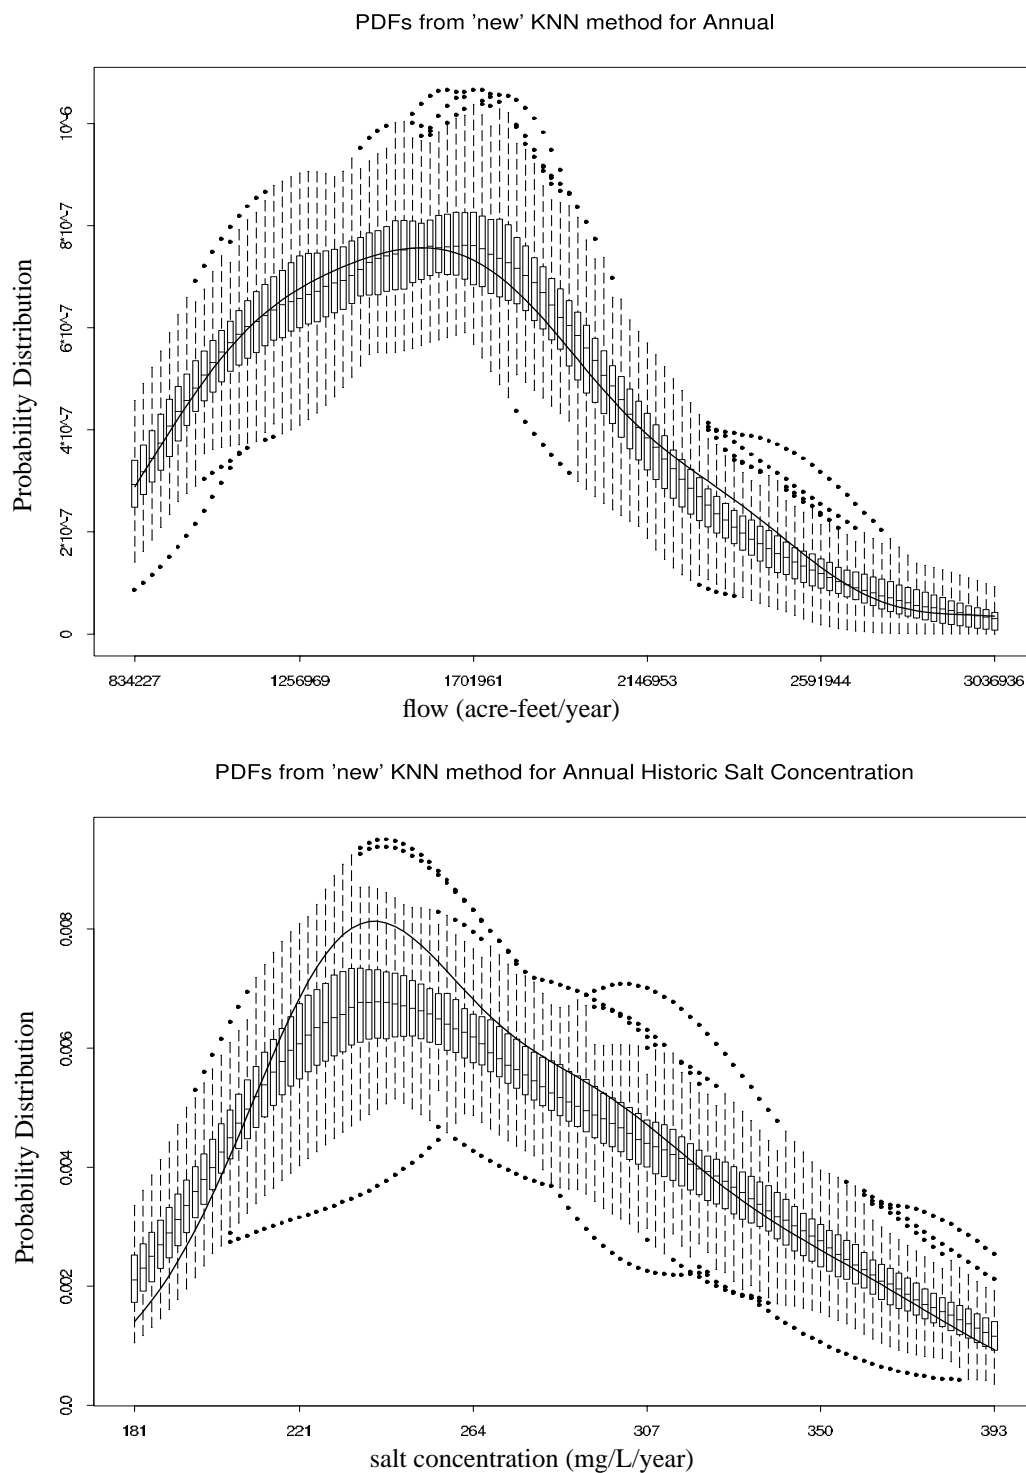 PDFs from 'new' KNN method for Annual
Probability Distribution
10^-6
8*10^-7
6*10^-7
4*10^-7
2*10^-7
0
834227 1256969 1701961 2146953 2591944 3036936
flow (acre-feet/year)
PDFs from 'new' KNN method for Annual Historic Salt Concentration
Probability Distribution
0.008
0.006
0.004
0.002
0.0
181 221 264 307 350 393
salt concentration (mg/L/year)